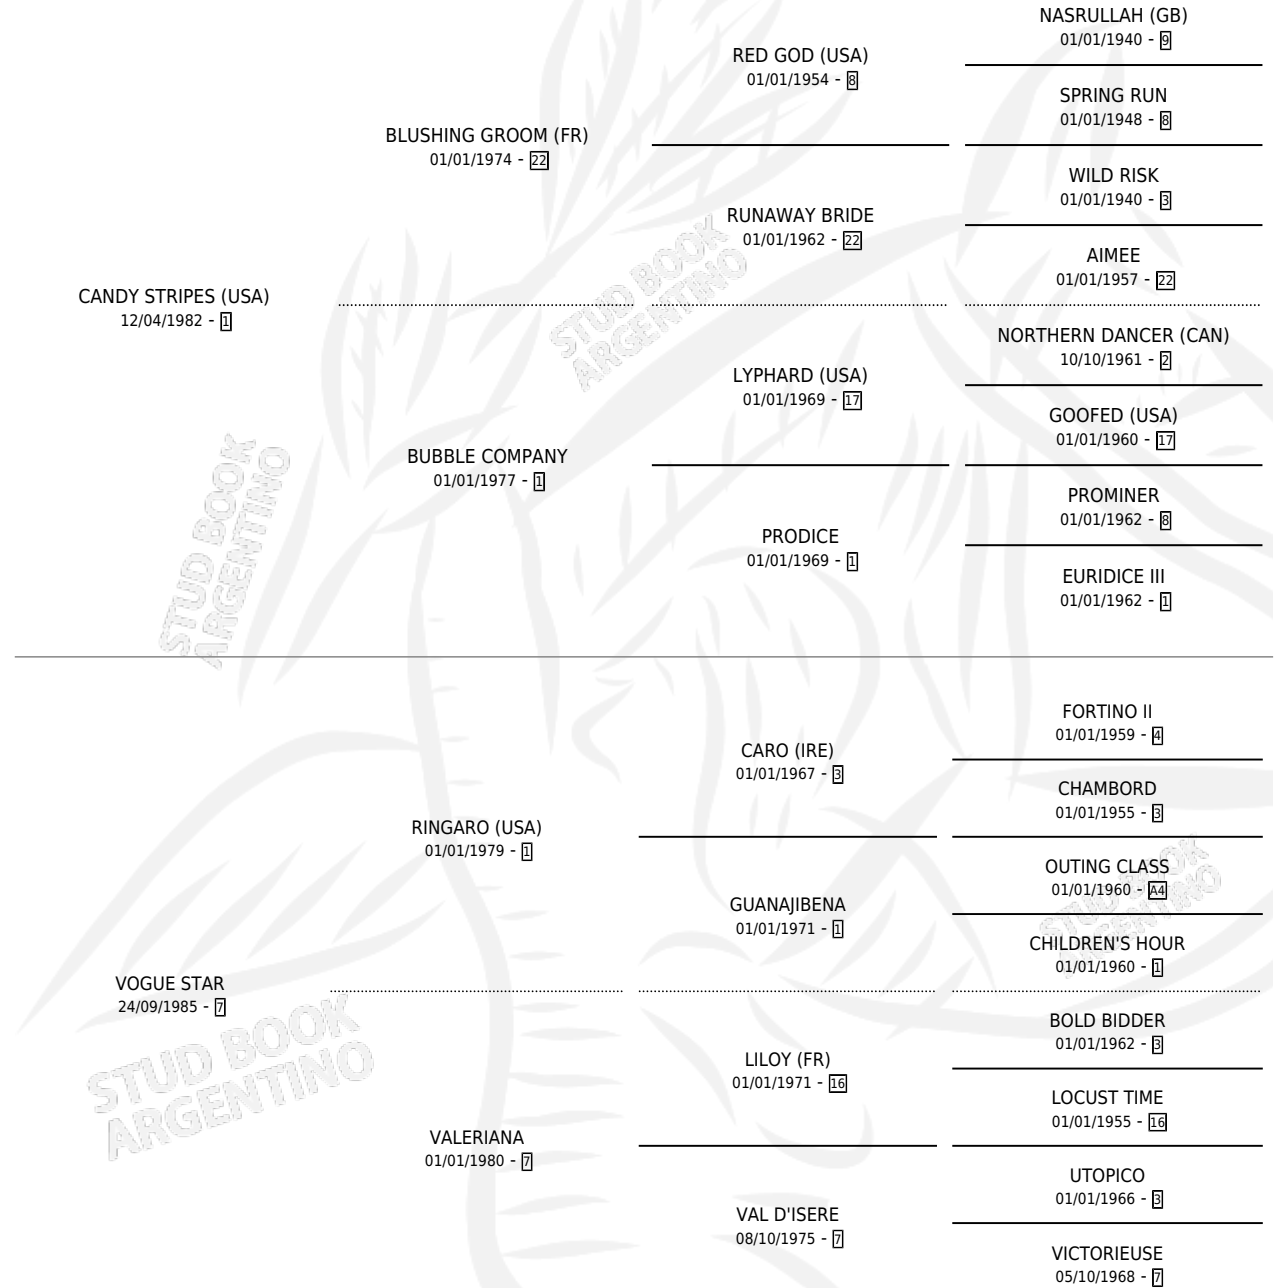 NASRULLAH (GB)
01/01/1940 - 9
RED GOD (USA)
01/01/1954 - 8
SPRING RUN
01/01/1948 - 8
BLUSHING GROOM (FR)
01/01/1974 - 22
WILD RISK
01/01/1940 - 3
RUNAWAY BRIDE
01/01/1962 - 22
AIMEE
01/01/1957 - 22
CANDY STRIPES (USA)
12/04/1982 - 1
STUD BOOK
ARGENTINO
NORTHERN DANCER (CAN)
10/10/1961 - 2
LYPHARD (USA)
01/01/1969 - 17
GOOFED (USA)
01/01/1960 - 17
BUBBLE COMPANY
01/01/1977 - 1
PROMINER
01/01/1962 - 8
PRODICE
01/01/1969 - 1
EURIDICE III
01/01/1962 - 1
STUD BOOK
ARGENTINO
FORTINO II
01/01/1959 - 4
CARO (IRE)
01/01/1967 - 3
CHAMBORD
01/01/1955 - 3
RINGARO (USA)
01/01/1979 - 1
OUTING CLASS
01/01/1960 - A4
GUANAJIBENA
01/01/1971 - 1
CHILDREN'S HOUR
01/01/1960 - 1
STUD BOOK
ARGENTINO
VOGUE STAR
24/09/1985 - 7
BOLD BIDDER
01/01/1962 - 3
LILOY (FR)
01/01/1971 - 16
LOCUST TIME
01/01/1955 - 16
STUD BOOK
ARGENTINO
VALERIANA
01/01/1980 - 7
UTOPICO
01/01/1966 - 3
VAL D'ISERE
08/10/1975 - 7
VICTORIEUSE
05/10/1968 - 7